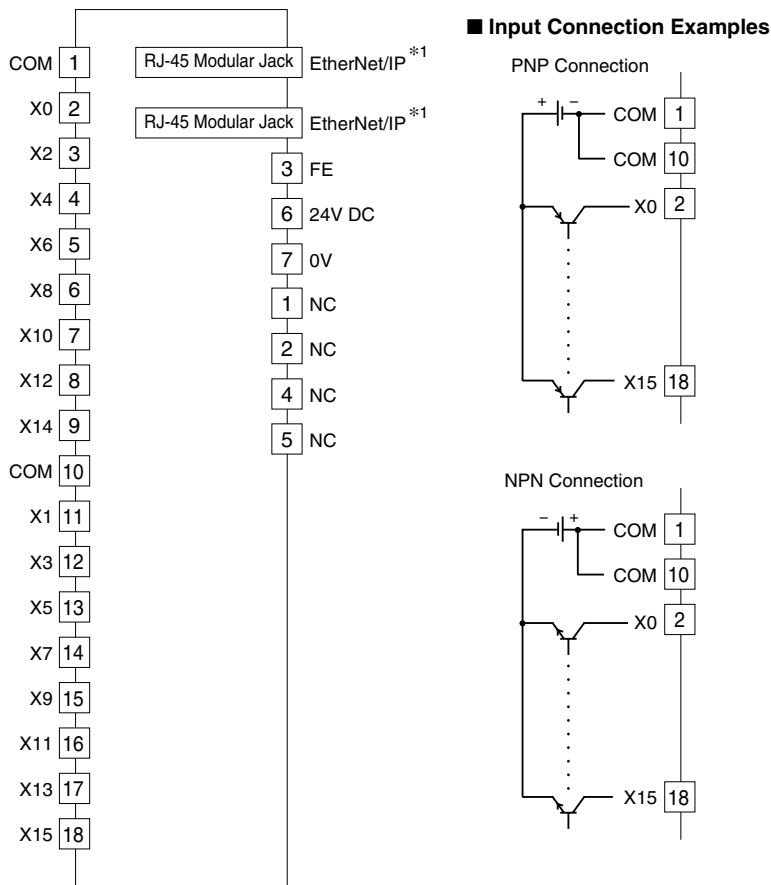 COM 1
X0 2
X2 3
X4 4
X6 5
X8 6
X10 7
X12 8
X14 9
COM 10
X1 11
X3 12
X5 13
X7 14
X9 15
X11 16
X13 17
X15 18
RJ-45 Modular Jack EtherNet/IP *1
RJ-45 Modular Jack EtherNet/IP *1
3 FE
6 24V DC
7 0V
1 NC
2 NC
4 NC
5 NC
■ Input Connection Examples
PNP Connection
+ −
COM 1
COM 10
X0 2
X15 18
NPN Connection
− +
COM 1
COM 10
X0 2
X15 18